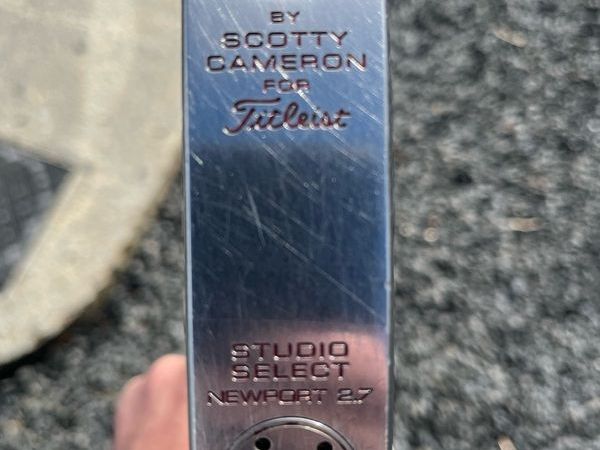 BY
SCOTTY
CAMERON
FOR
Titleist
STUDIO
SELECT
NEWPORT 2.7